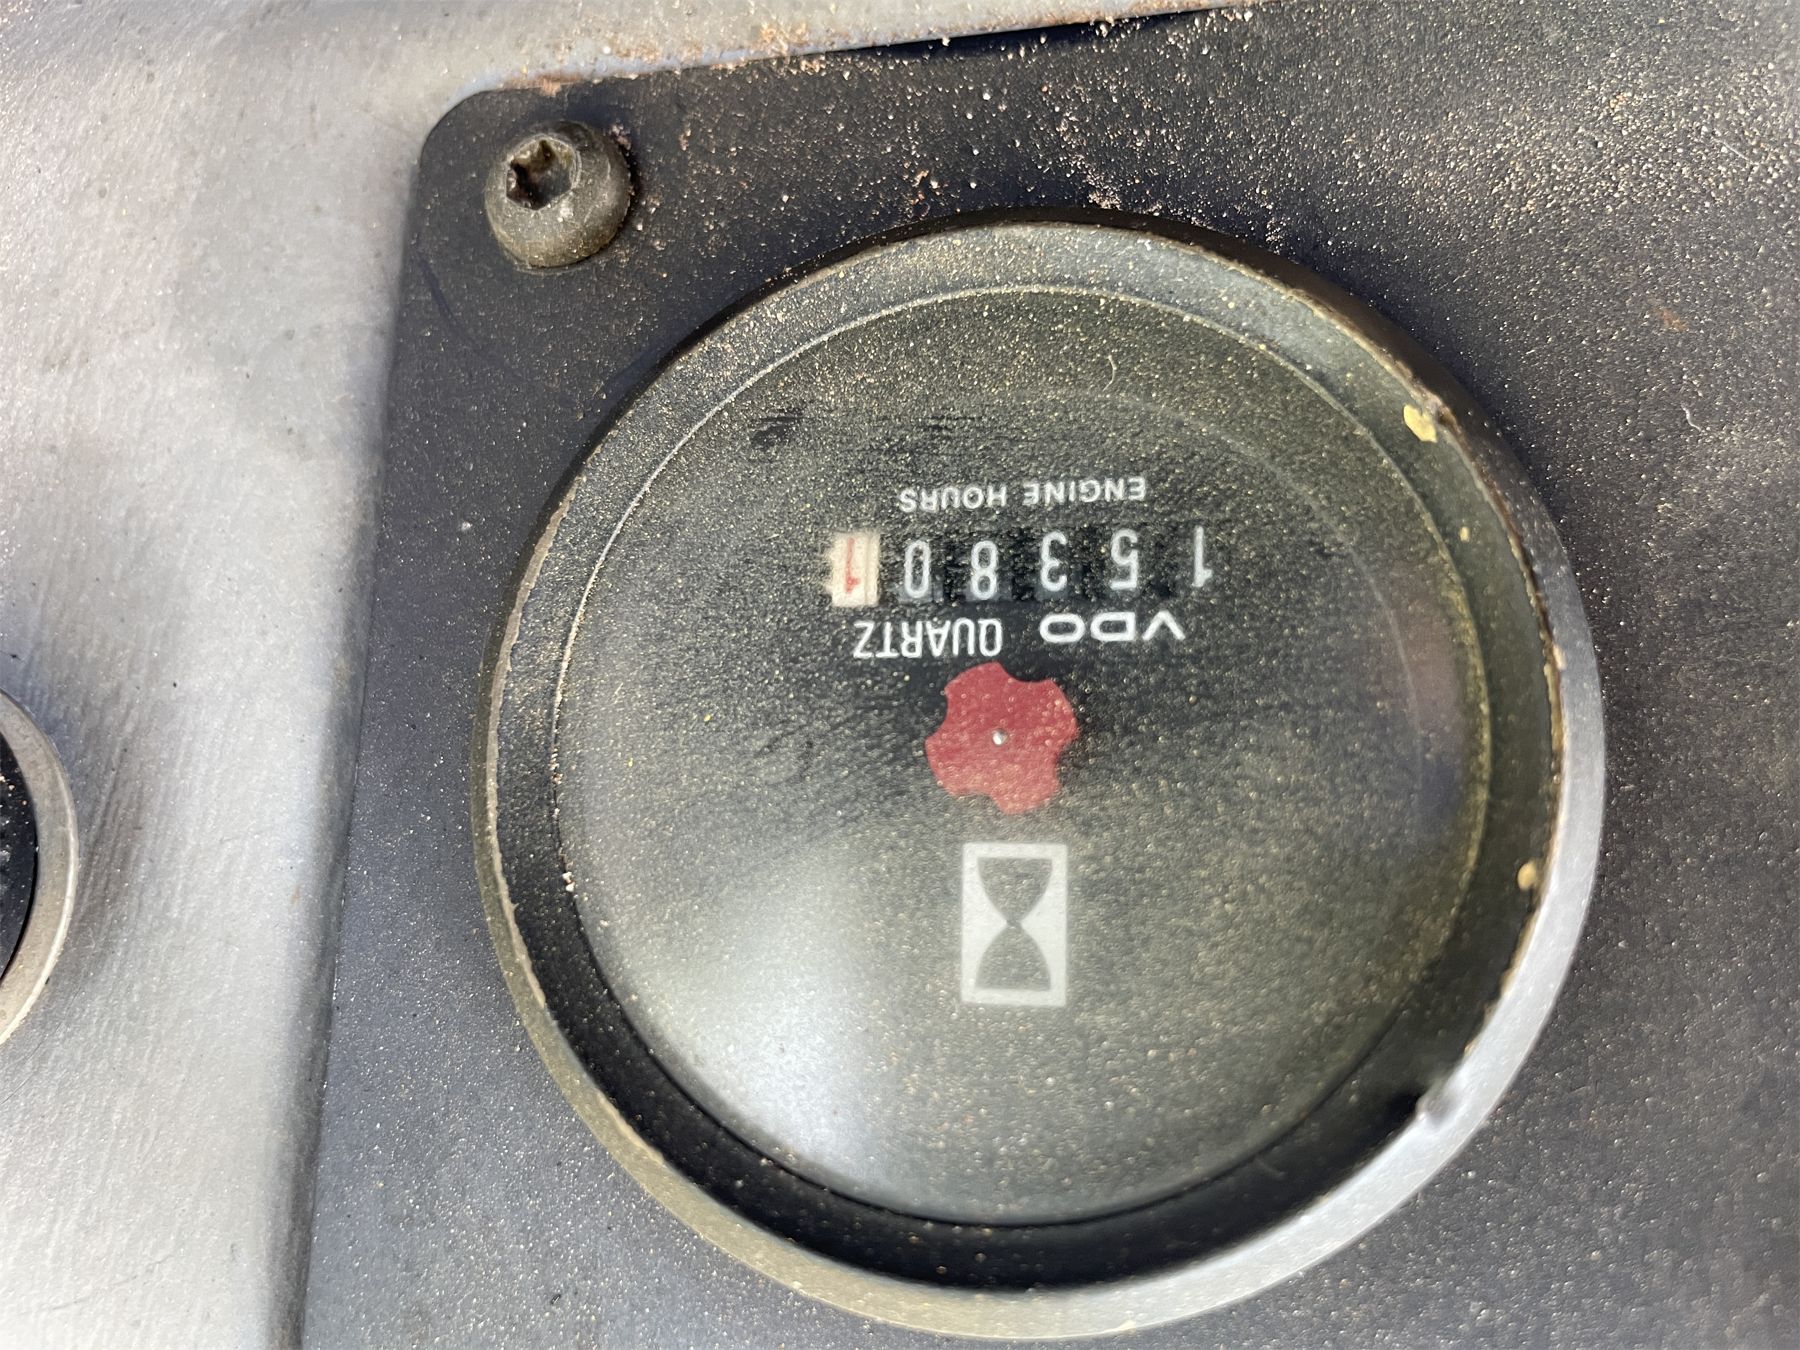 VDO QUARTZ
153801
ENGINE HOURS